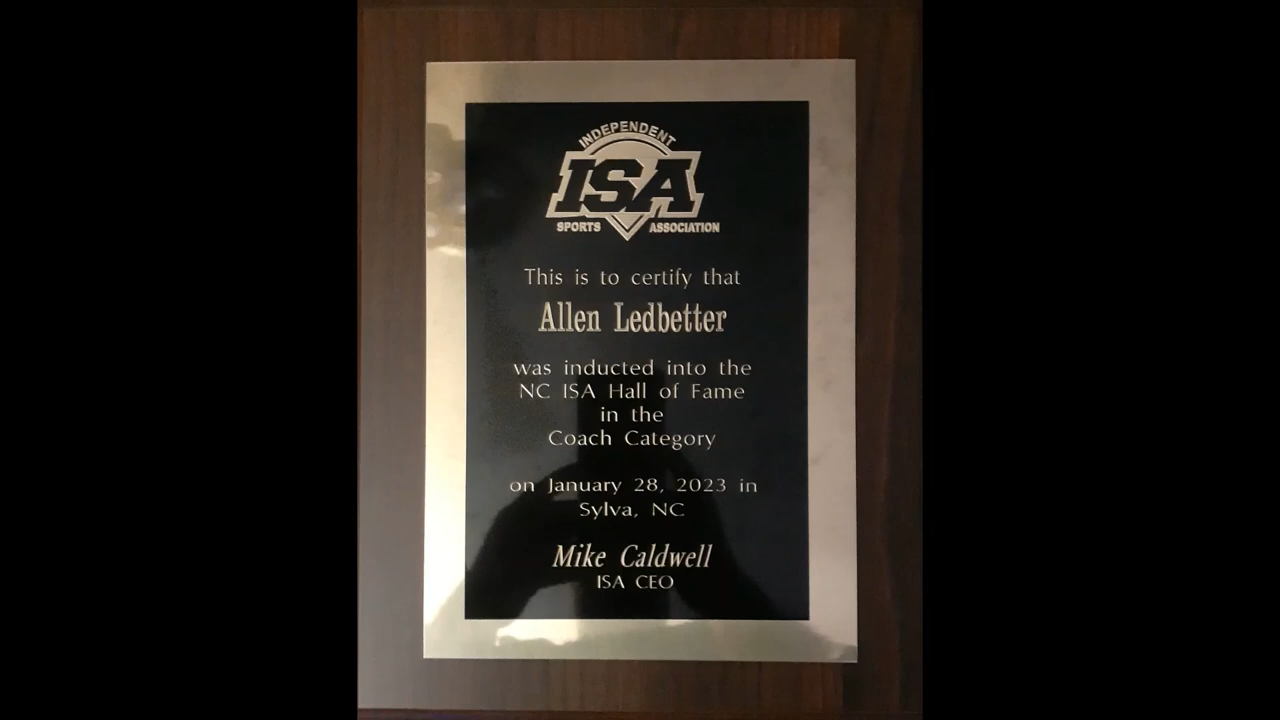 INDEPENDENT
ISA
SPORTS ASSOCIATION
This is to certify that
Allen Ledbetter
was inducted into the
NC ISA Hall of Fame
in the
Coach Category
on January 28, 2023 in
Sylva, NC
Mike Caldwell
ISA CEO